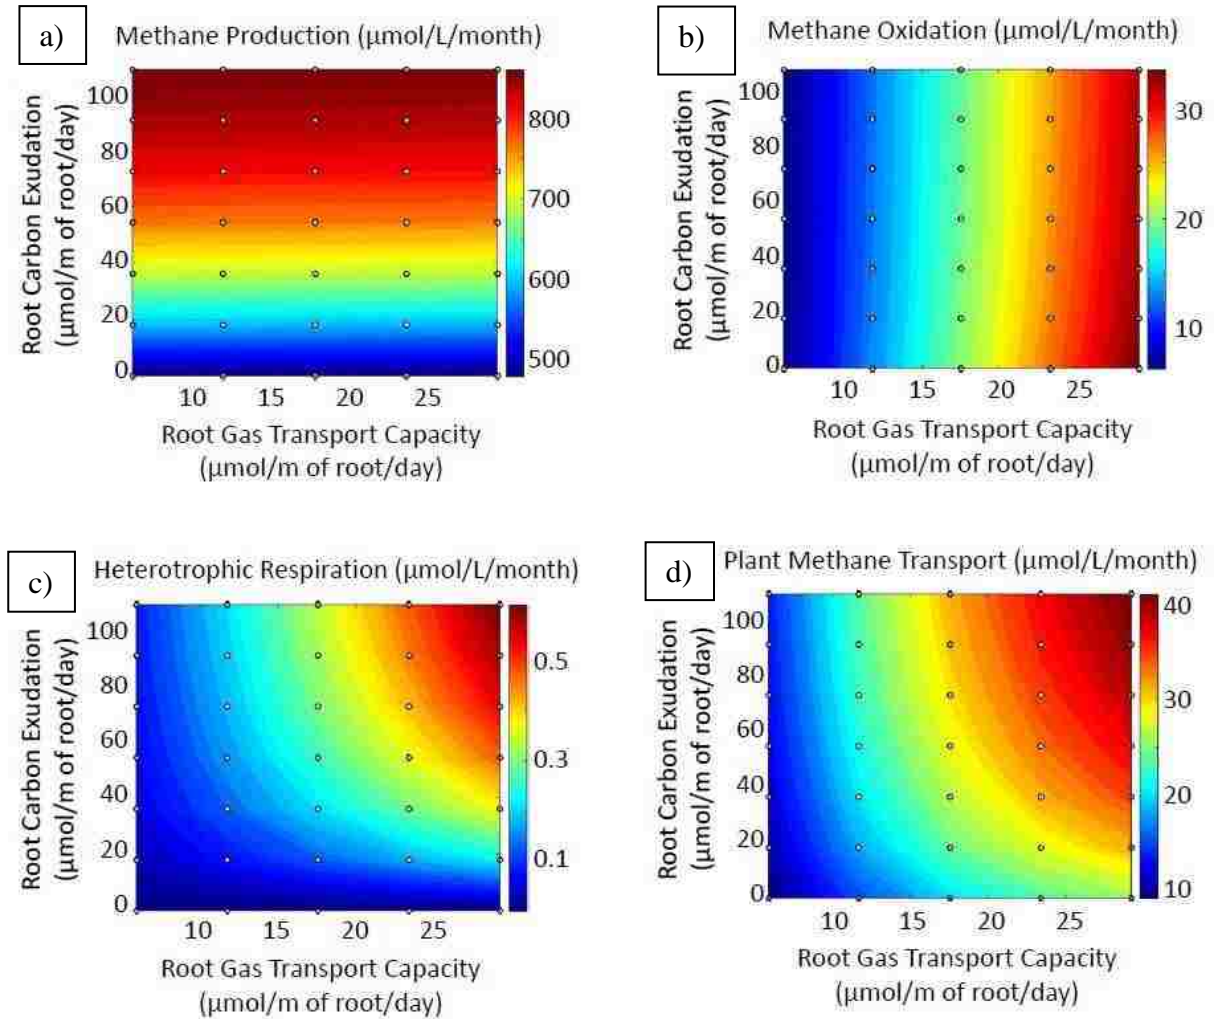 a)
Methane Production (µmol/L/month)
Root Carbon Exudation
(µmol/m of root/day)
100
80
60
40
20
0
800
700
600
500
10 15 20 25
Root Gas Transport Capacity
(µmol/m of root/day)
b)
Methane Oxidation (µmol/L/month)
Root Carbon Exudation
(µmol/m of root/day)
100
80
60
40
20
0
30
20
10
10 15 20 25
Root Gas Transport Capacity
(µmol/m of root/day)
c)
Heterotrophic Respiration (µmol/L/month)
Root Carbon Exudation
(µmol/m of root/day)
100
80
60
40
20
0
0.5
0.3
0.1
10 15 20 25
Root Gas Transport Capacity
(µmol/m of root/day)
d)
Plant Methane Transport (µmol/L/month)
Root Carbon Exudation
(µmol/m of root/day)
100
80
60
40
20
0
40
30
20
10
10 15 20 25
Root Gas Transport Capacity
(µmol/m of root/day)